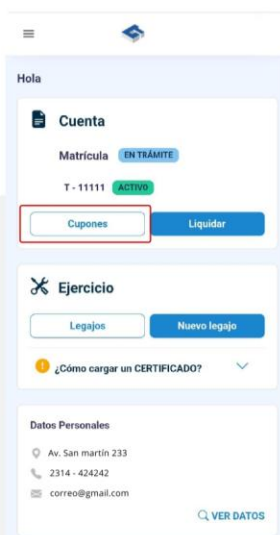 Hola
Cuenta
Matrícula EN TRÁMITE
T - 11111 ACTIVO
Cupones Liquidar
Ejercicio
Legajos Nuevo legajo
¿Cómo cargar un CERTIFICADO?
Datos Personales
Av. San martín 233
2314 - 424242
correo@gmail.com
VER DATOS